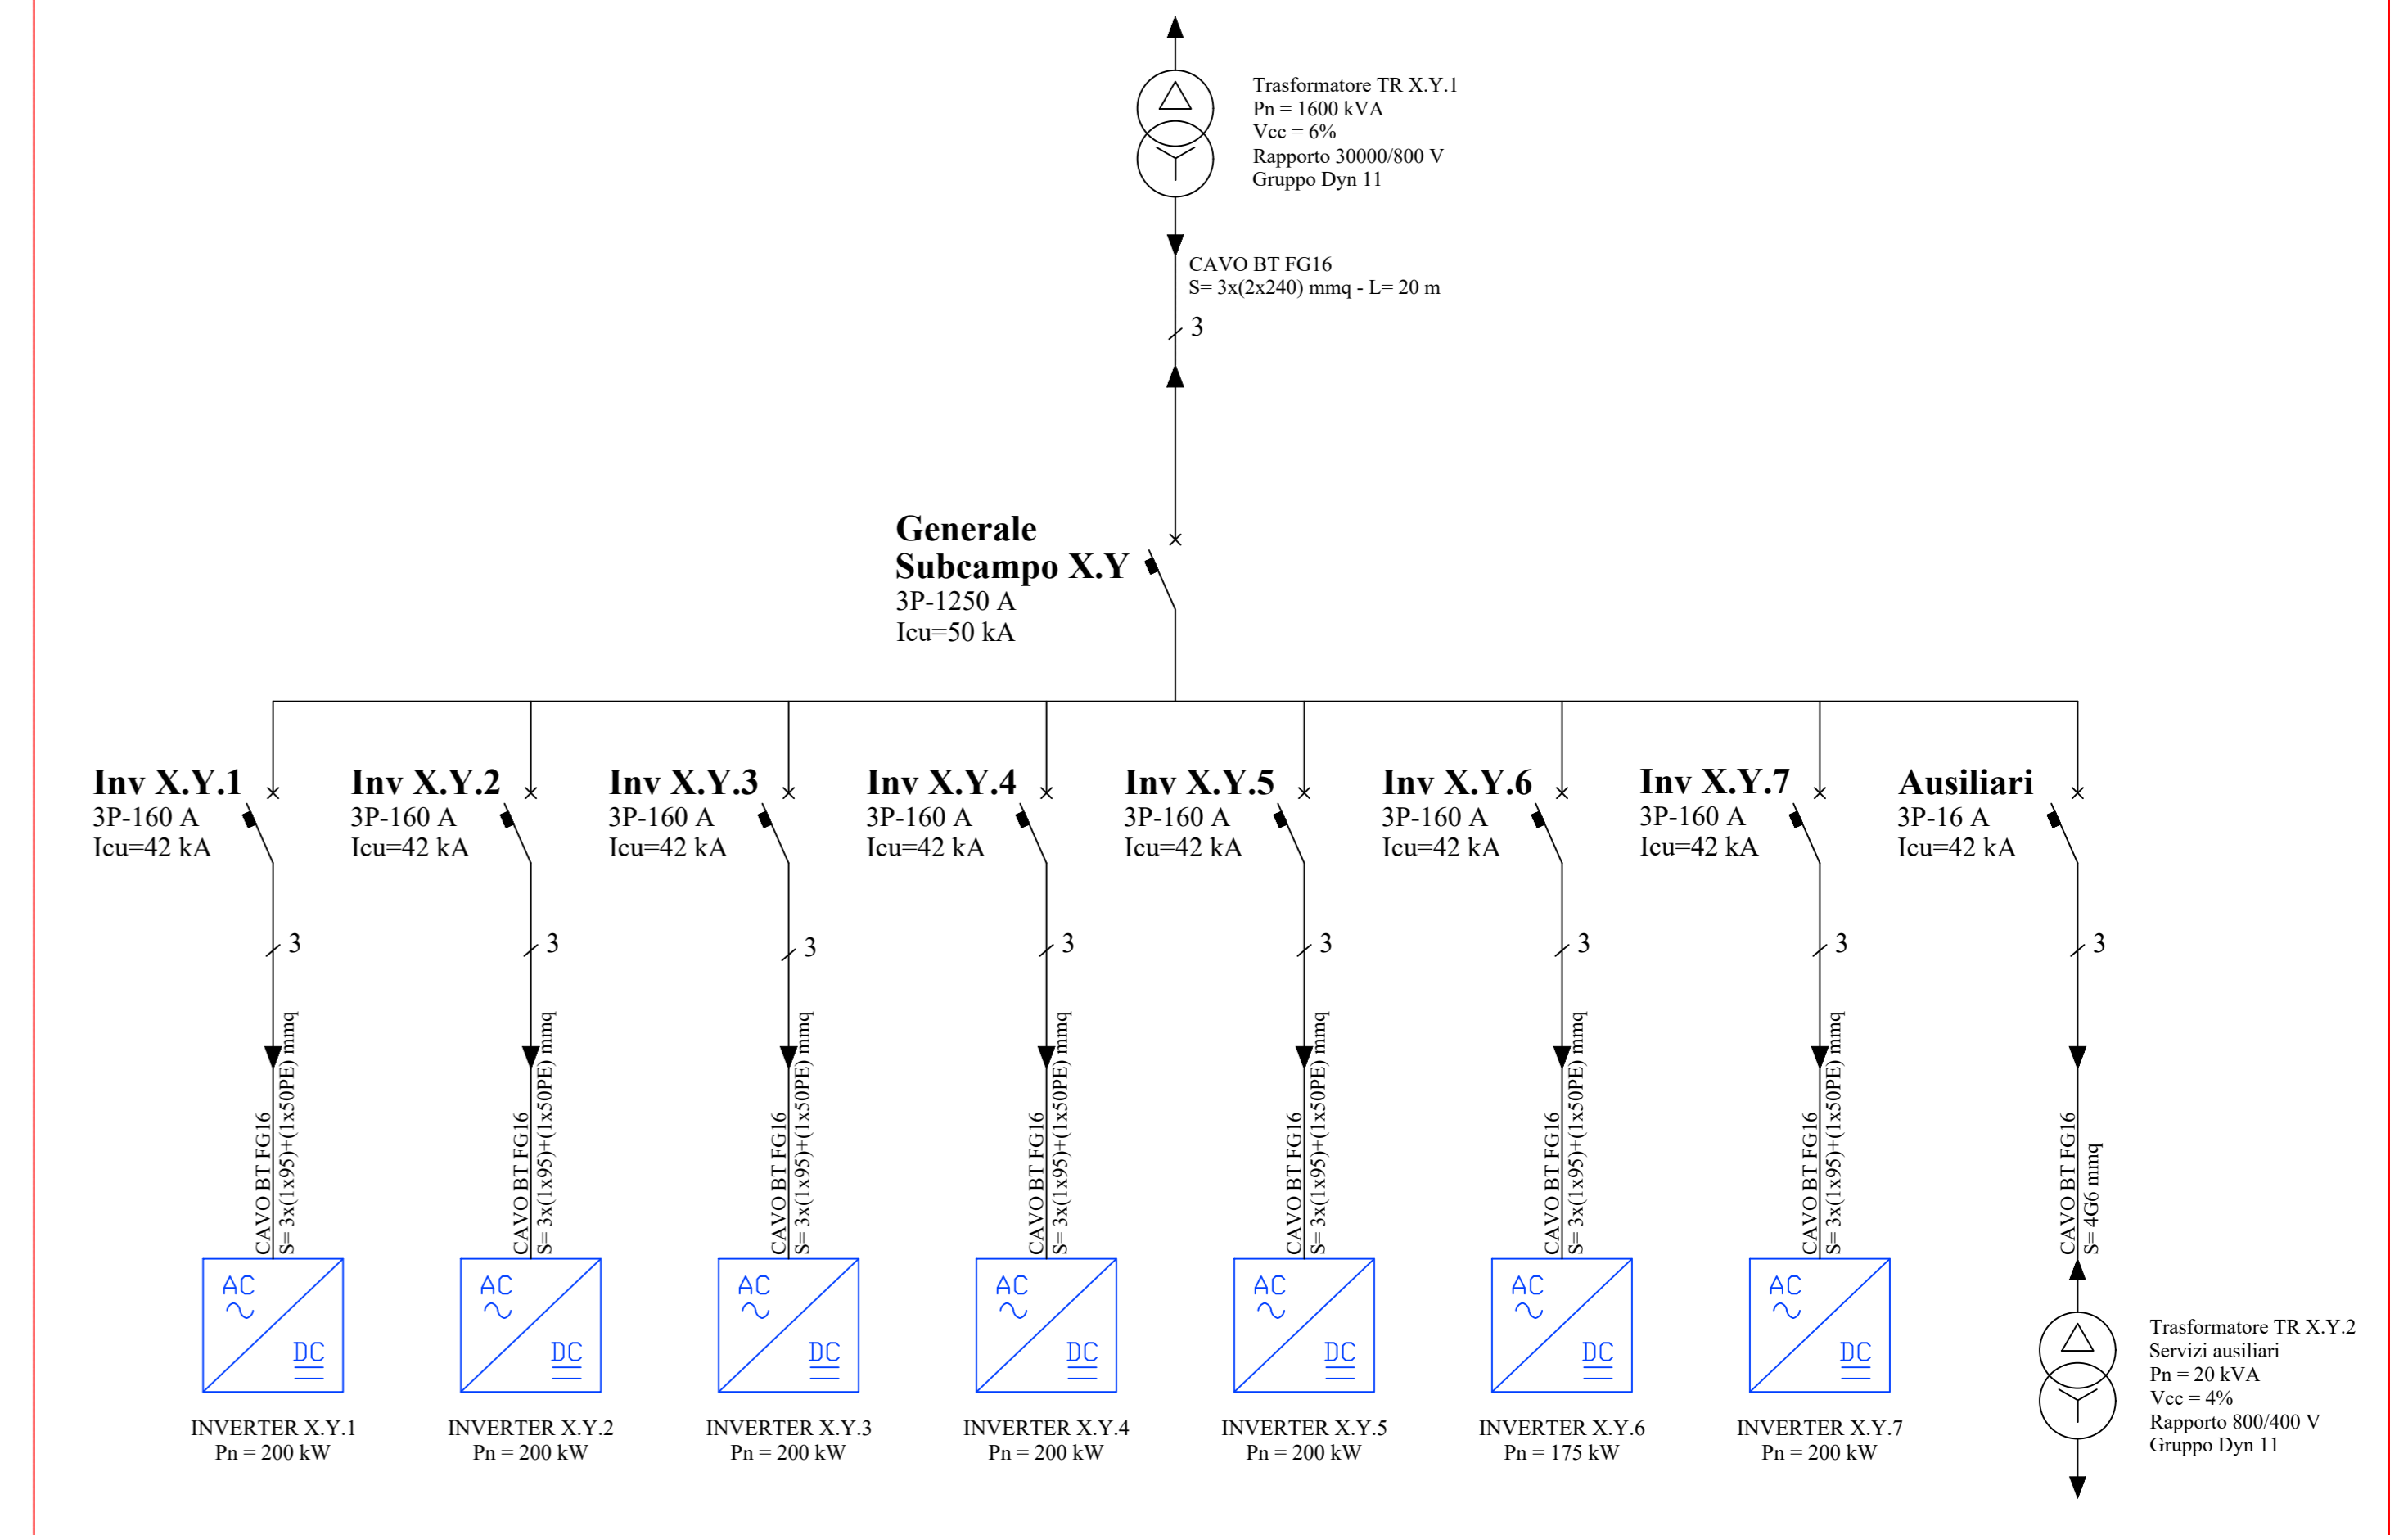 Trasformatore TR X.Y.1
Pn = 1600 kVA
Vcc = 6%
Rapporto 30000/800 V
Gruppo Dyn 11
CAVO BT FG16
S= 3x(2x240) mmq - L= 20 m
3
Generale
Subcampo X.Y
3P-1250 A
Icu=50 kA
Inv X.Y.1
3P-160 A
Icu=42 kA
Inv X.Y.2
3P-160 A
Icu=42 kA
Inv X.Y.3
3P-160 A
Icu=42 kA
Inv X.Y.4
3P-160 A
Icu=42 kA
Inv X.Y.5
3P-160 A
Icu=42 kA
Inv X.Y.6
3P-160 A
Icu=42 kA
Inv X.Y.7
3P-160 A
Icu=42 kA
Ausiliari
3P-16 A
Icu=42 kA
3
3
3
3
3
3
3
3
CAVO BT FG16
S= 3x(1x95)+(1x50PE) mmq
CAVO BT FG16
S= 3x(1x95)+(1x50PE) mmq
CAVO BT FG16
S= 3x(1x95)+(1x50PE) mmq
CAVO BT FG16
S= 3x(1x95)+(1x50PE) mmq
CAVO BT FG16
S= 3x(1x95)+(1x50PE) mmq
CAVO BT FG16
S= 3x(1x95)+(1x50PE) mmq
CAVO BT FG16
S= 3x(1x95)+(1x50PE) mmq
CAVO BT FG16
S= 4G6 mmq
AC
DC
AC
DC
AC
DC
AC
DC
AC
DC
AC
DC
AC
DC
INVERTER X.Y.1
Pn = 200 kW
INVERTER X.Y.2
Pn = 200 kW
INVERTER X.Y.3
Pn = 200 kW
INVERTER X.Y.4
Pn = 200 kW
INVERTER X.Y.5
Pn = 200 kW
INVERTER X.Y.6
Pn = 175 kW
INVERTER X.Y.7
Pn = 200 kW
Trasformatore TR X.Y.2
Servizi ausiliari
Pn = 20 kVA
Vcc = 4%
Rapporto 800/400 V
Gruppo Dyn 11